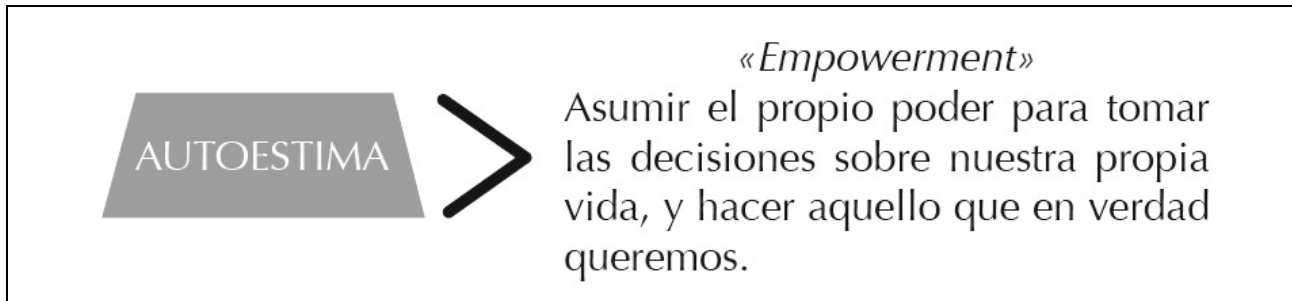 AUTOESTIMA
«Empowerment»
Asumir el propio poder para tomar
las decisiones sobre nuestra propia
vida, y hacer aquello que en verdad
queremos.